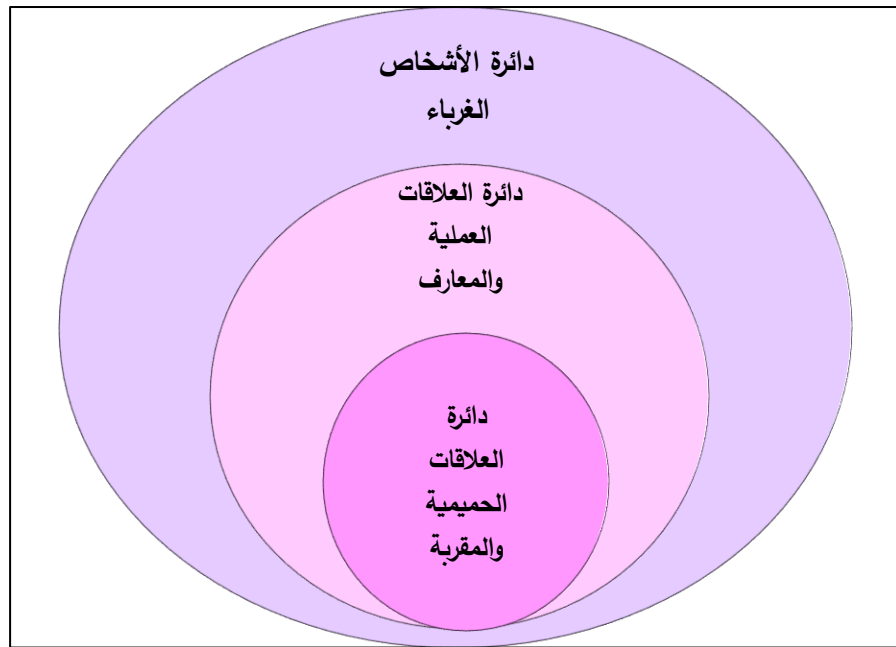 دائرة الأشخاص
الغرباء
دائرة العلاقات
العملية
والمعارف
دائرة
العلاقات
الحميمية
والمقربة